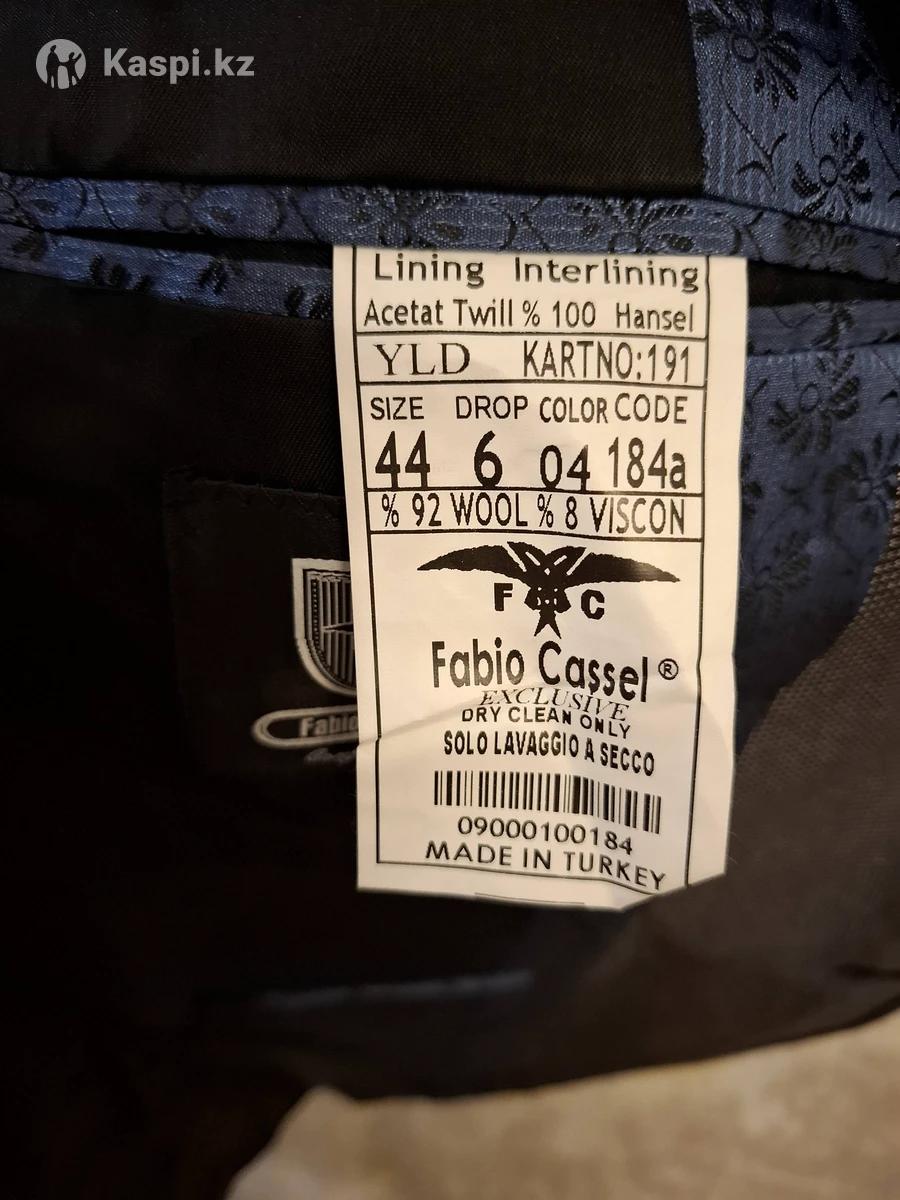 Kaspi.kz
Lining Interlining
Acetat Twill % 100 Hansel
YLD KARTNO:191
SIZE DROP COLOR CODE
44 6 04 184a
% 92 WOOL % 8 VISCON
F C
Fabio Cassel ®
EXCLUSIVE
DRY CLEAN ONLY
SOLO LAVAGGIO A SECCO
09000100184
MADE IN TURKEY
Fabio